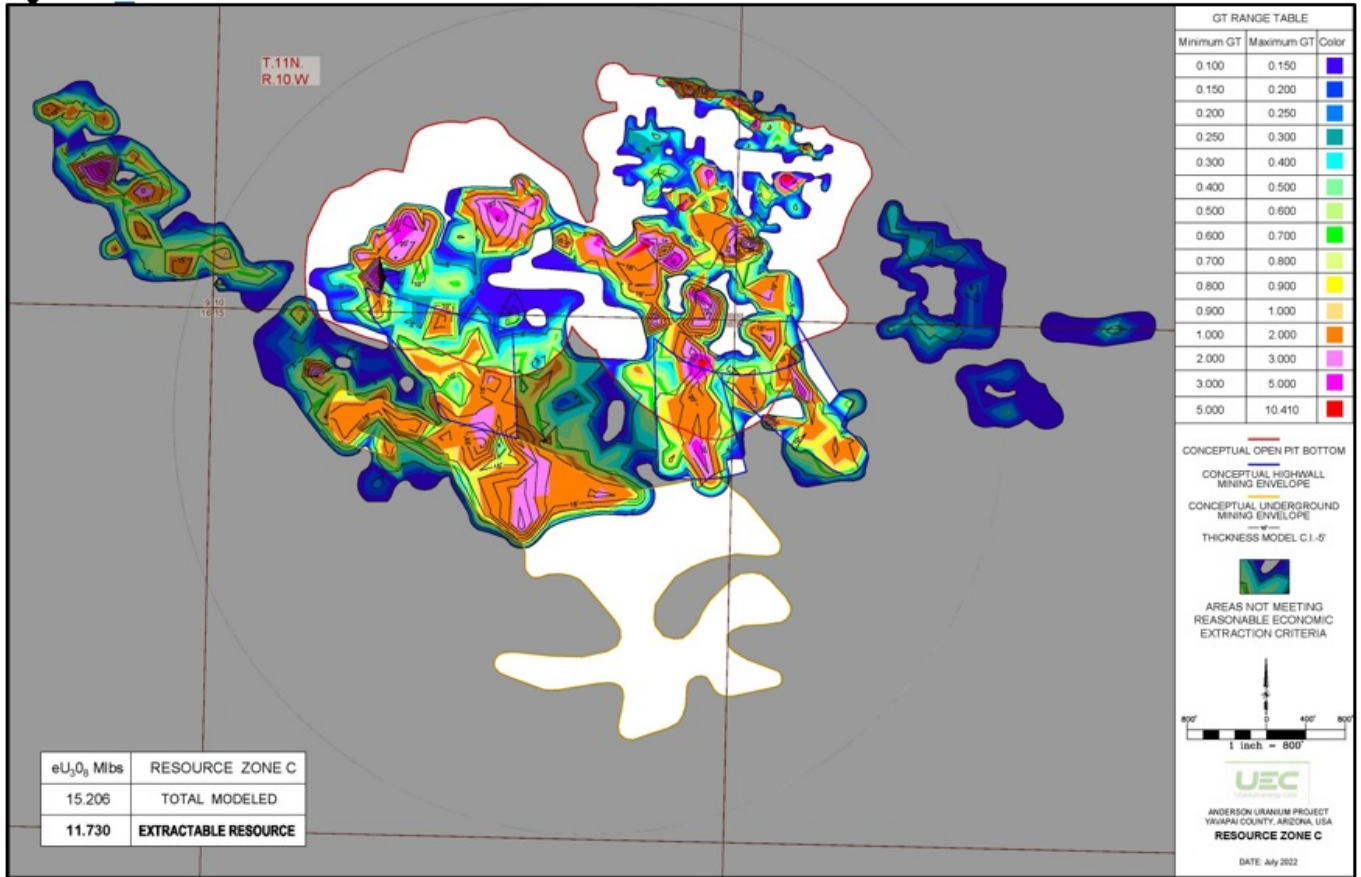 T.11N.
R.10.W
9 10
16 15
eU₃0₈ Mlbs RESOURCE ZONE C
15.206 TOTAL MODELED
11.730 EXTRACTABLE RESOURCE
GT RANGE TABLE
Minimum GT Maximum GT Color
0.100 0.150
0.150 0.200
0.200 0.250
0.250 0.300
0.300 0.400
0.400 0.500
0.500 0.600
0.600 0.700
0.700 0.800
0.800 0.900
0.900 1.000
1.000 2.000
2.000 3.000
3.000 5.000
5.000 10.410
CONCEPTUAL OPEN PIT BOTTOM
CONCEPTUAL HIGHWALL
MINING ENVELOPE
CONCEPTUAL UNDERGROUND
MINING ENVELOPE
THICKNESS MODEL C.I.-5'
AREAS NOT MEETING
REASONABLE ECONOMIC
EXTRACTION CRITERIA
800' 0 400' 800'
1 inch = 800'
UEC
ANDERSON URANIUM PROJECT
YAVAPAI COUNTY, ARIZONA, USA
RESOURCE ZONE C
DATE: July 2022